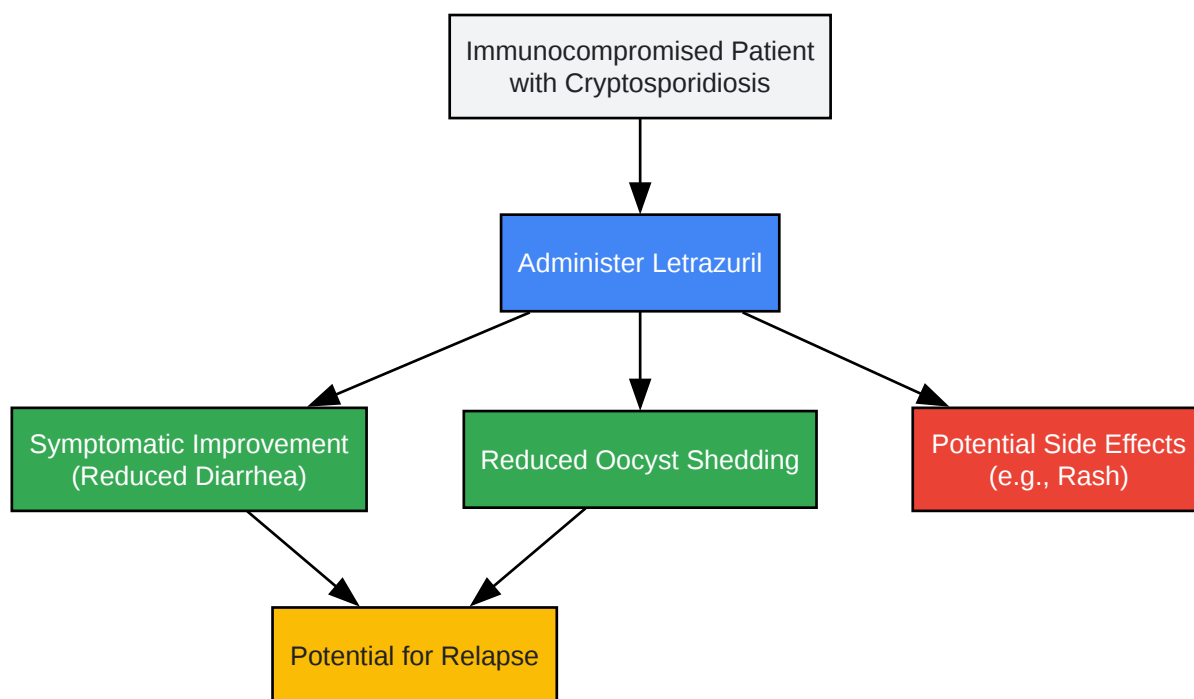 Immunocompromised Patient
with Cryptosporidiosis
Administer Letrazuril
Symptomatic Improvement
(Reduced Diarrhea)
Reduced Oocyst Shedding
Potential Side Effects
(e.g., Rash)
Potential for Relapse